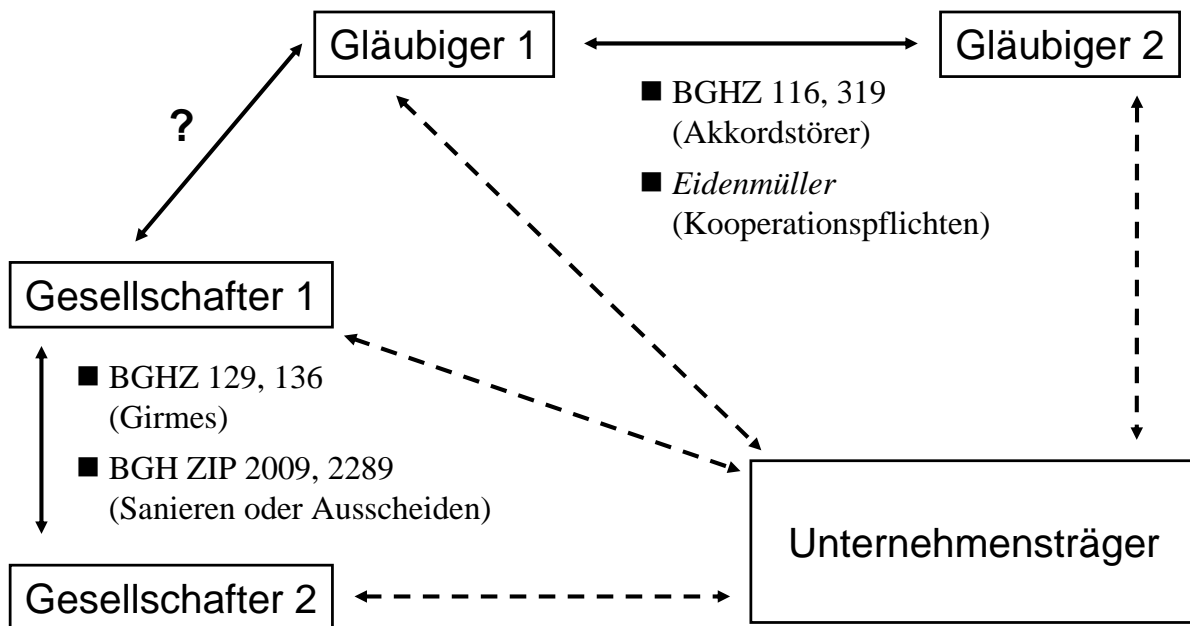 Gläubiger 1
Gläubiger 2
■ BGHZ 116, 319
(Akkordstörer)
■ Eidenmüller
(Kooperationspflichten)
?
Gesellschafter 1
■ BGHZ 129, 136
(Girmes)
■ BGH ZIP 2009, 2289
(Sanieren oder Ausscheiden)
Unternehmensträger
Gesellschafter 2